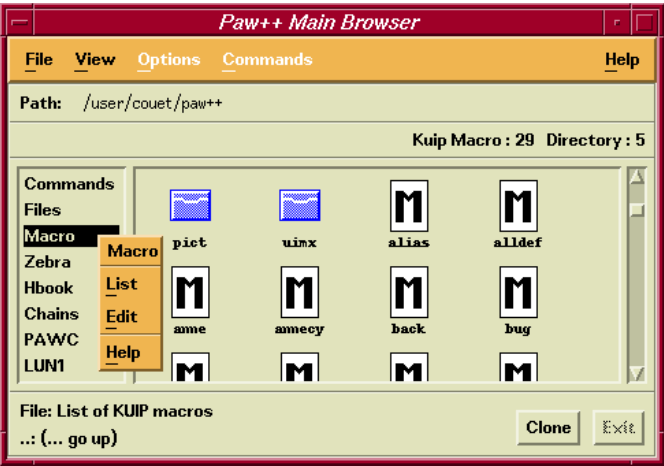 Paw++ Main Browser
File View Options Commands Help
Path: /user/couet/paw++
Kuip Macro : 29 Directory : 5
Commands
Files
Macro
Zebra
Hbook
Chains
PAWC
LUN1
Macro
List
Edit
Help
pict uimx alias alldef
anne annecy back bug
File: List of KUIP macros
..: (... go up)
Clone Exit